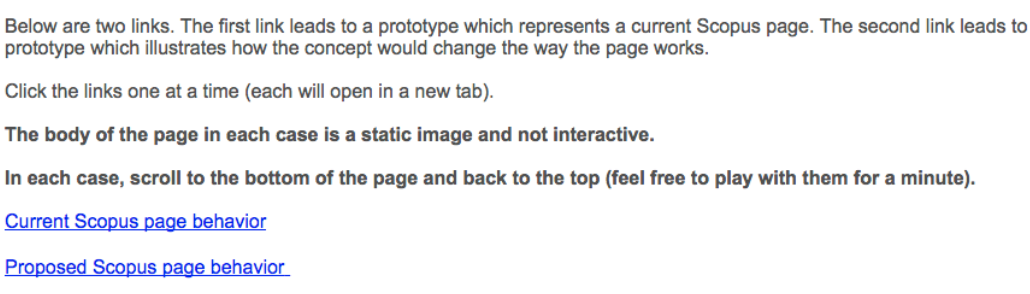 Below are two links. The first link leads to a prototype which represents a current Scopus page. The second link leads to
prototype which illustrates how the concept would change the way the page works.
Click the links one at a time (each will open in a new tab).
The body of the page in each case is a static image and not interactive.
In each case, scroll to the bottom of the page and back to the top (feel free to play with them for a minute).
Current Scopus page behavior
Proposed Scopus page behavior